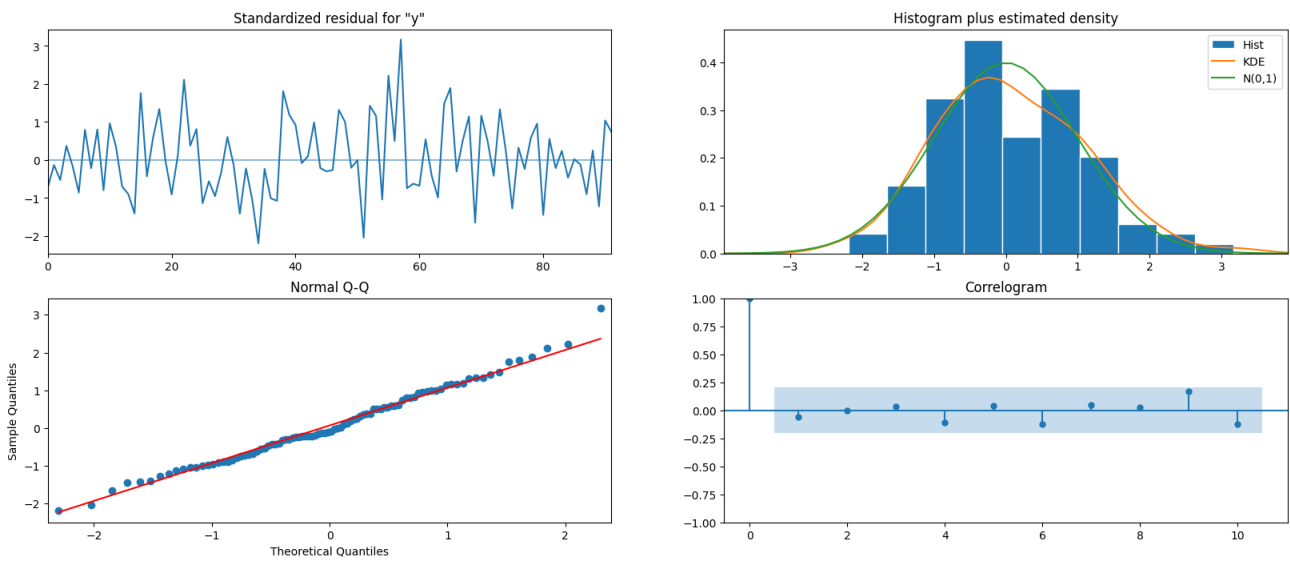 Standardized residual for "y"
3
2
1
0
−1
−2
0 20 40 60 80
Histogram plus estimated density
Hist
KDE
N(0,1)
0.4
0.3
0.2
0.1
0.0
−3 −2 −1 0 1 2 3
Normal Q-Q
Sample Quantiles
3
2
1
0
−1
−2
−2 −1 0 1 2
Theoretical Quantiles
Correlogram
1.00
0.75
0.50
0.25
0.00
−0.25
−0.50
−0.75
−1.00
0 2 4 6 8 10